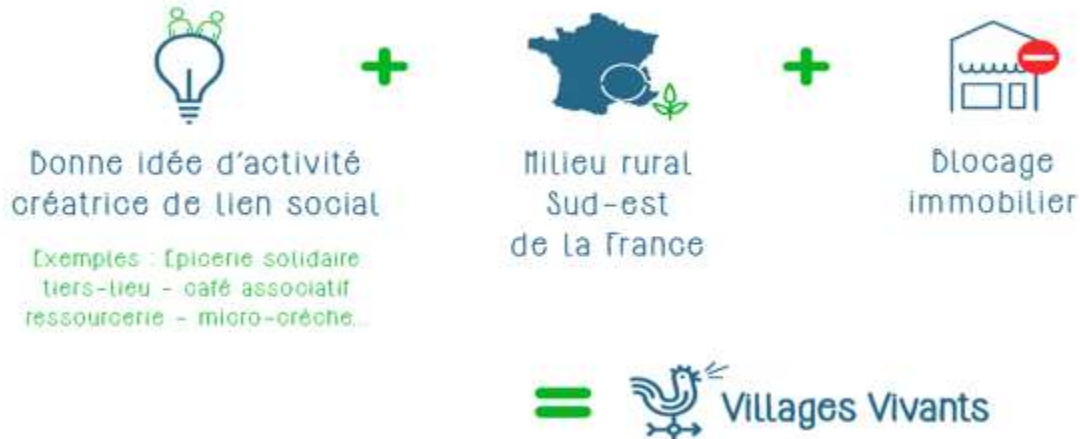 Bonne idée d'activité
créatrice de lien social
Exemples : Epicerie solidaire
tiers-lieu - café associatif
ressourcerie - micro-crèche...
+
Milieu rural
Sud-est
de la France
+
Blocage
immobilier
=
Villages Vivants